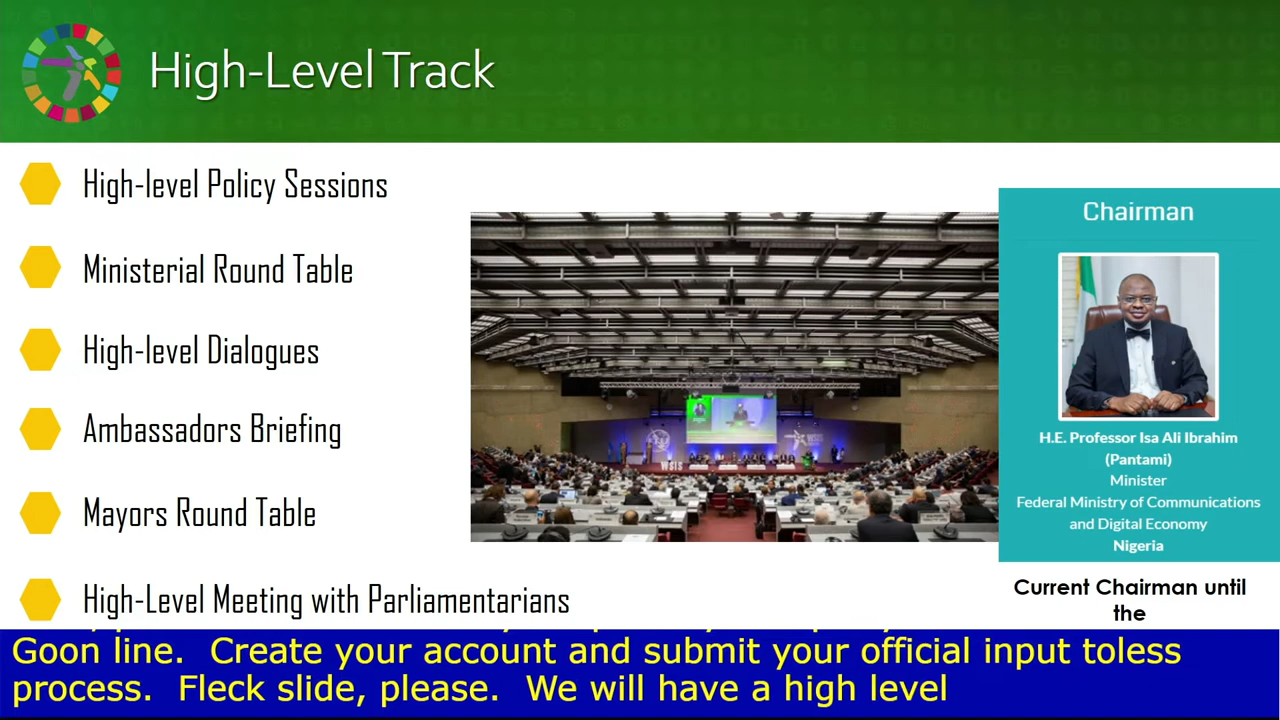 High-Level Track
High-level Policy Sessions
Ministerial Round Table
High-level Dialogues
Ambassadors Briefing
Mayors Round Table
High-Level Meeting with Parliamentarians
WSIS
Chairman
H.E. Professor Isa Ali Ibrahim
(Pantami)
Minister
Federal Ministry of Communications
and Digital Economy
Nigeria
Current Chairman until
the
Goon line.  Create your account and submit your official input toless
process.  Fleck slide, please.  We will have a high level